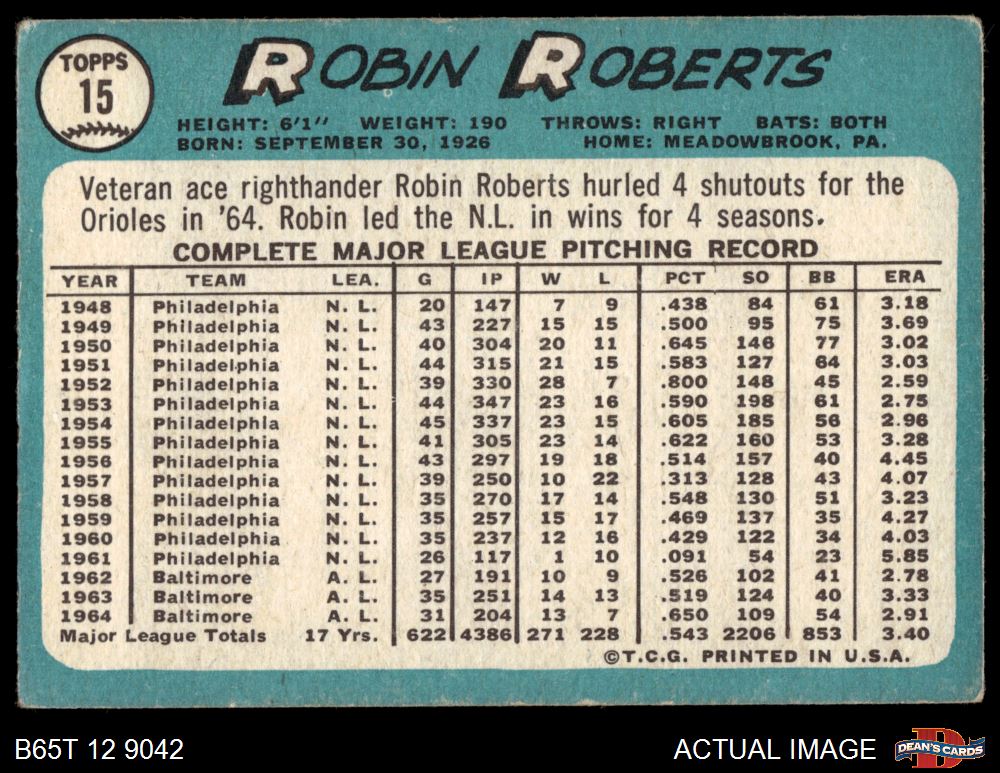 TOPPS
15
ROBIN ROBERTS
HEIGHT: 6'1" WEIGHT: 190 THROWS: RIGHT BATS: BOTH
BORN: SEPTEMBER 30, 1926 HOME: MEADOWBROOK, PA.
Veteran ace righthander Robin Roberts hurled 4 shutouts for the
Orioles in '64. Robin led the N.L. in wins for 4 seasons.
COMPLETE MAJOR LEAGUE PITCHING RECORD
YEAR TEAM LEA. G IP W L PCT SO BB ERA
1948 Philadelphia N. L. 20 147 7 9 .438 84 61 3.18
1949 Philadelphia N. L. 43 227 15 15 .500 95 75 3.69
1950 Philadelphia N. L. 40 304 20 11 .645 146 77 3.02
1951 Philadelphia N. L. 44 315 21 15 .583 127 64 3.03
1952 Philadelphia N. L. 39 330 28 7 .800 148 45 2.59
1953 Philadelphia N. L. 44 347 23 16 .590 198 61 2.75
1954 Philadelphia N. L. 45 337 23 15 .605 185 56 2.96
1955 Philadelphia N. L. 41 305 23 14 .622 160 53 3.28
1956 Philadelphia N. L. 43 297 19 18 .514 157 40 4.45
1957 Philadelphia N. L. 39 250 10 22 .313 128 43 4.07
1958 Philadelphia N. L. 35 270 17 14 .548 130 51 3.23
1959 Philadelphia N. L. 35 257 15 17 .469 137 35 4.27
1960 Philadelphia N. L. 35 237 12 16 .429 122 34 4.03
1961 Philadelphia N. L. 26 117 1 10 .091 54 23 5.85
1962 Baltimore A. L. 27 191 10 9 .526 102 41 2.78
1963 Baltimore A. L. 35 251 14 13 .519 124 40 3.33
1964 Baltimore A. L. 31 204 13 7 .650 109 54 2.91
Major League Totals 17 Yrs. 622 4386 271 228 .543 2206 853 3.40
©T.C.G. PRINTED IN U.S.A.
B65T 12 9042 ACTUAL IMAGE DEAN'S CARDS